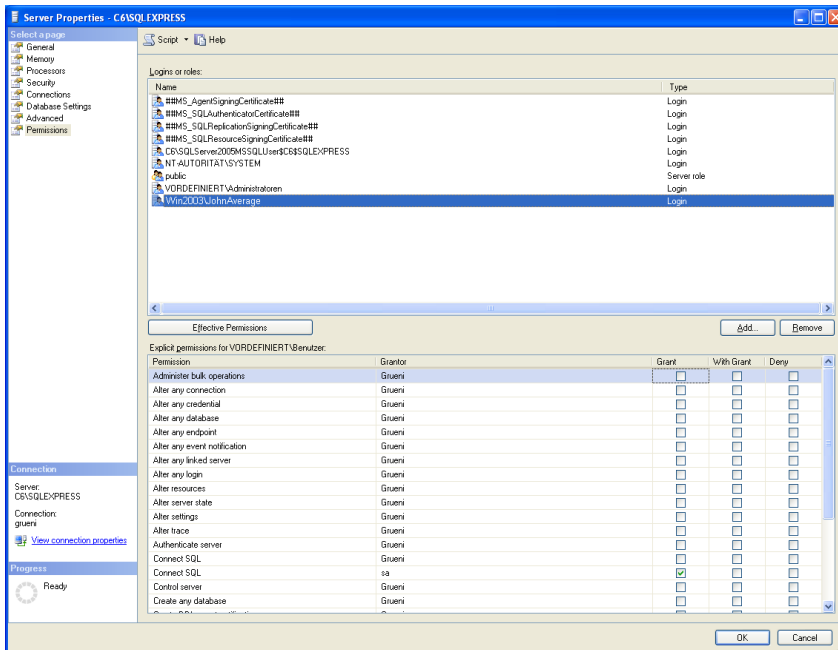 Server Properties - C6\SQLEXPRESS
Select a page
General
Memory
Processors
Security
Connections
Database Settings
Advanced
Permissions
Script Help
Logins or roles:
Name Type
##MS_AgentSigningCertificate## Login
##MS_SQLAuthenticatorCertificate## Login
##MS_SQLReplicationSigningCertificate## Login
##MS_SQLResourceSigningCertificate## Login
C6\SQLServer2005MSSQLUser$C6$SQLEXPRESS Login
NT-AUTORITÄT\SYSTEM Login
public Server role
VORDEFINIERT\Administratoren Login
Win2003\JohnAverage Login
Effective Permissions Add... Remove
Explicit permissions for VORDEFINIERT\Benutzer:
Permission Grantor Grant With Grant Deny
Administer bulk operations Grueni
Alter any connection Grueni
Alter any credential Grueni
Alter any database Grueni
Alter any endpoint Grueni
Alter any event notification Grueni
Alter any linked server Grueni
Alter any login Grueni
Alter resources Grueni
Alter server state Grueni
Alter settings Grueni
Alter trace Grueni
Authenticate server Grueni
Connect SQL Grueni
Connect SQL sa
Control server Grueni
Create any database Grueni
Connection
Server:
C6\SQLEXPRESS
Connection:
grueni
View connection properties
Progress
Ready
OK Cancel